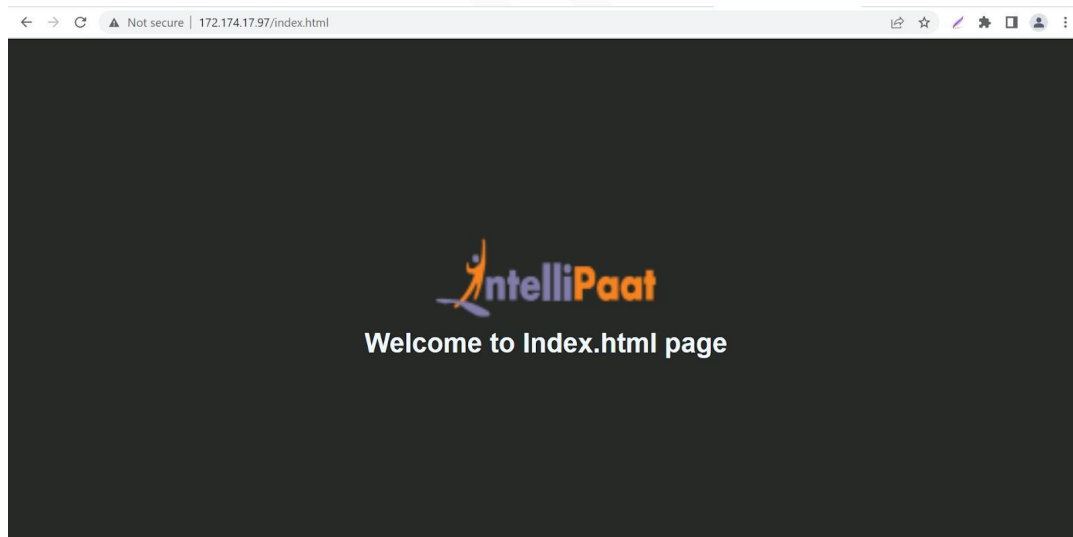 Not secure | 172.174.17.97/index.html
IntelliPaat
Welcome to Index.html page